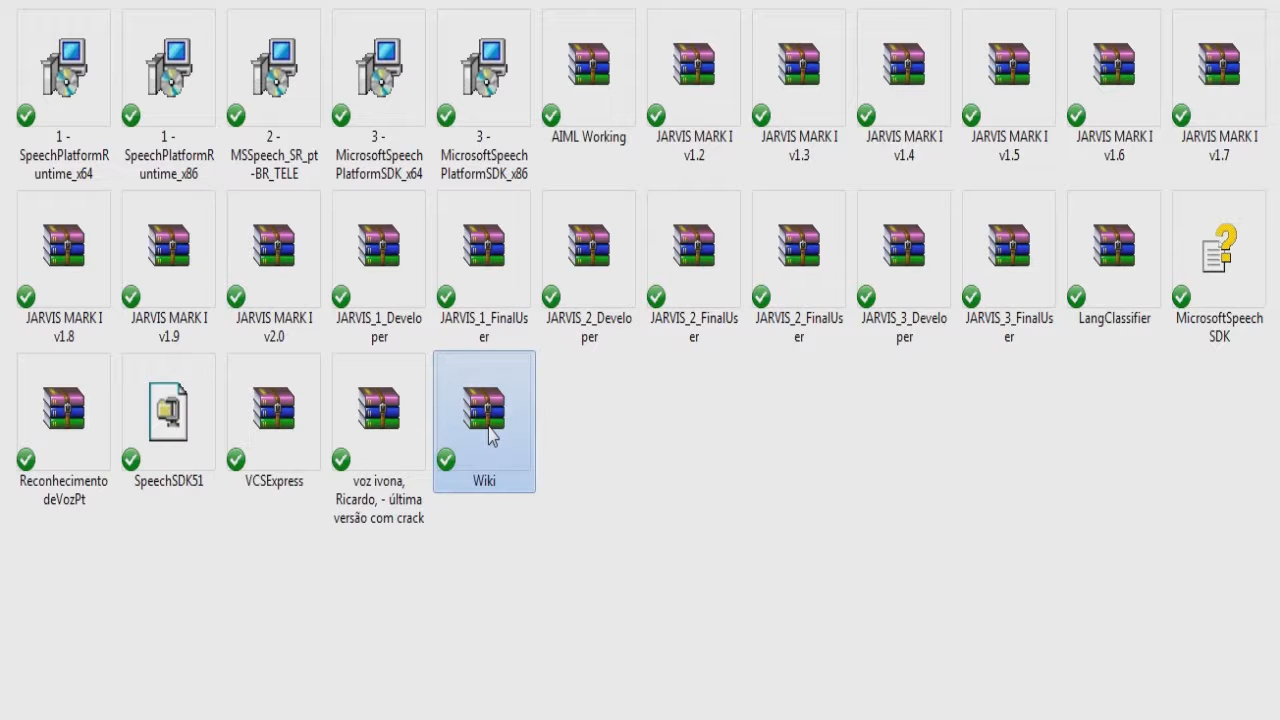 1 -
SpeechPlatformR
untime_x64
1 -
SpeechPlatformR
untime_x86
2 -
MSSpeech_SR_pt
-BR_TELE
3 -
MicrosoftSpeech
PlatformSDK_x64
3 -
MicrosoftSpeech
PlatformSDK_x86
AIML Working
JARVIS MARK I
v1.2
JARVIS MARK I
v1.3
JARVIS MARK I
v1.4
JARVIS MARK I
v1.5
JARVIS MARK I
v1.6
JARVIS MARK I
v1.7
JARVIS MARK I
v1.8
JARVIS MARK I
v1.9
JARVIS MARK I
v2.0
JARVIS_1_Develo
per
JARVIS_1_FinalUs
er
JARVIS_2_Develo
per
JARVIS_2_FinalUs
er
JARVIS_2_FinalUs
er
JARVIS_3_Develo
per
JARVIS_3_FinalUs
er
LangClassifier
MicrosoftSpeech
SDK
Reconhecimento
deVozPt
SpeechSDK51
VCSExpress
voz ivona,
Ricardo, - última
versão com crack
Wiki